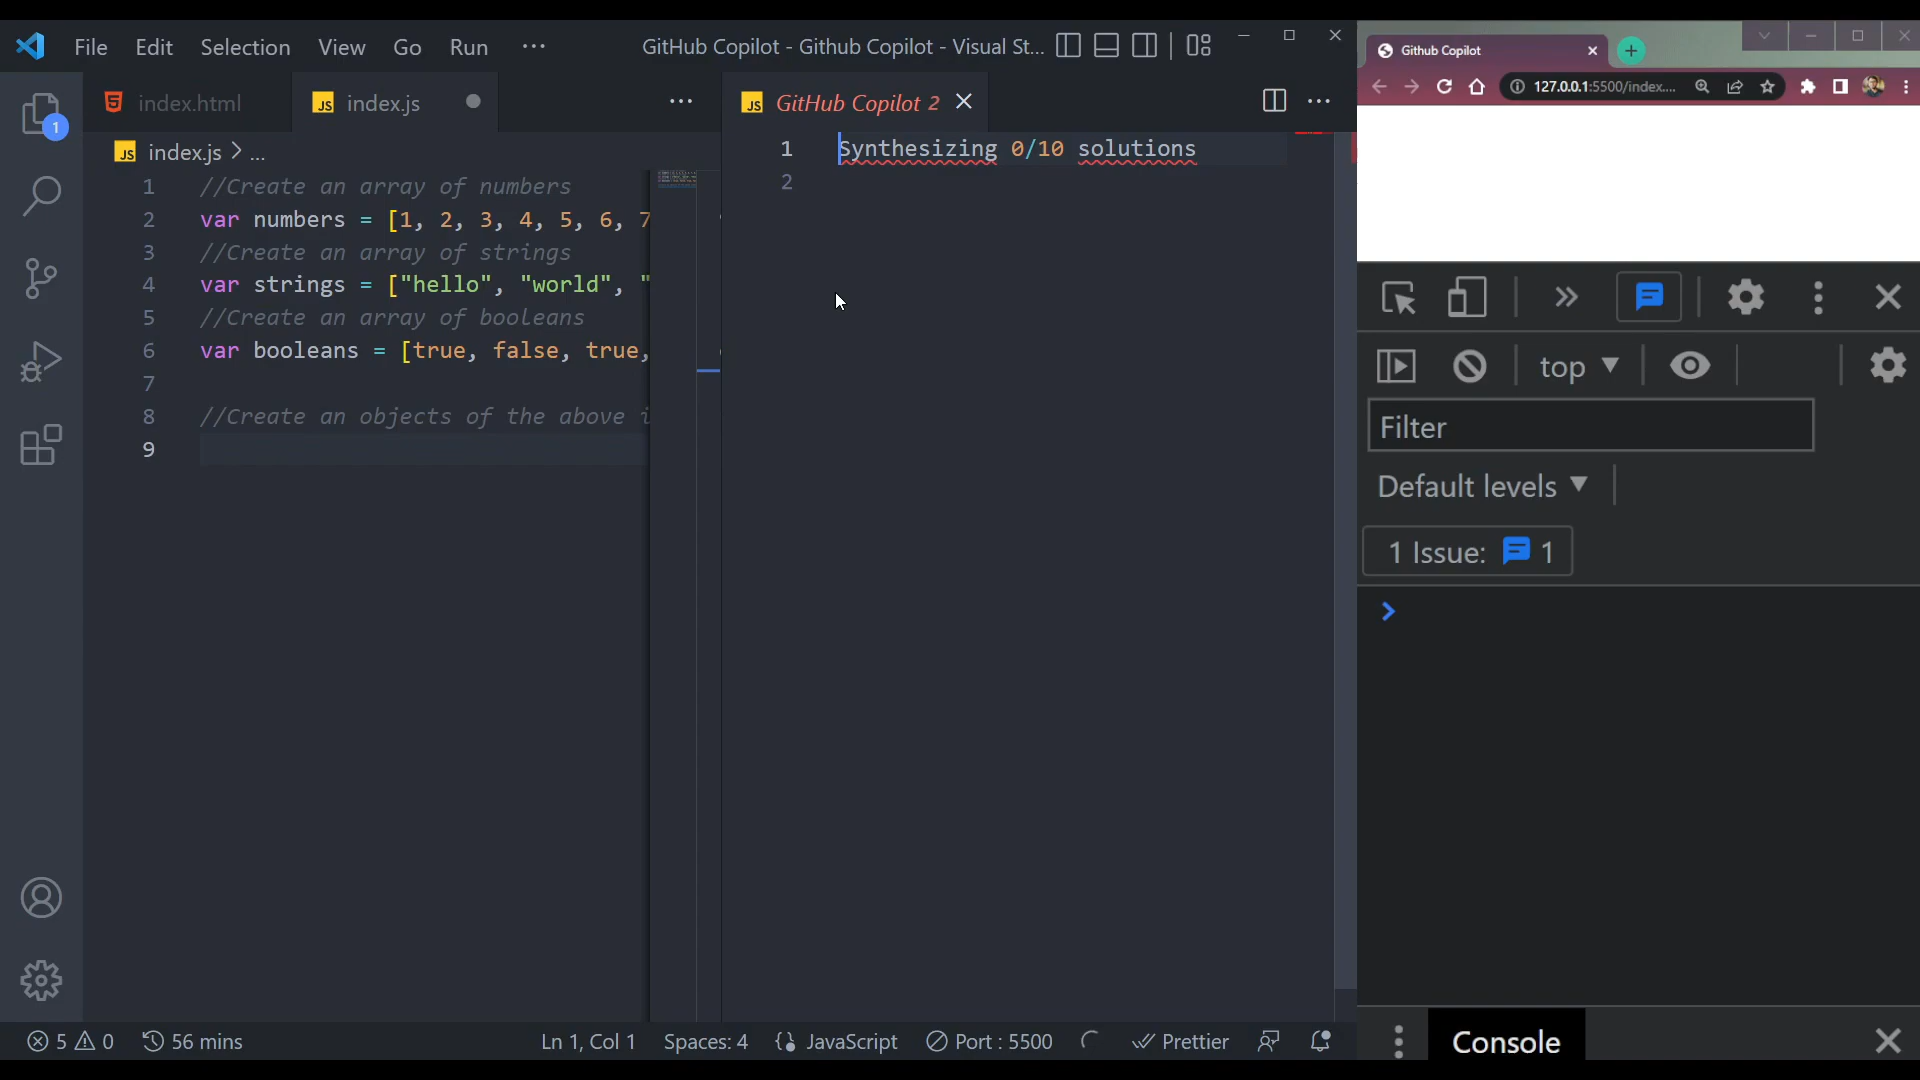 File Edit Selection View Go Run ···
GitHub Copilot - Github Copilot - Visual St...
index.html
JS index.js
JS GitHub Copilot 2
JS index.js > ...
1 //Create an array of numbers
2 var numbers = [1, 2, 3, 4, 5, 6, 7
3 //Create an array of strings
4 var strings = ["hello", "world", "
5 //Create an array of booleans
6 var booleans = [true, false, true,
7
8 //Create an objects of the above i
9
1 Synthesizing 0/10 solutions
2
1
5 0 56 mins
Ln 1, Col 1 Spaces: 4 {} JavaScript Port : 5500 Prettier
Github Copilot
127.0.0.1:5500/index....
top
Filter
Default levels
1 Issue: 1
Console